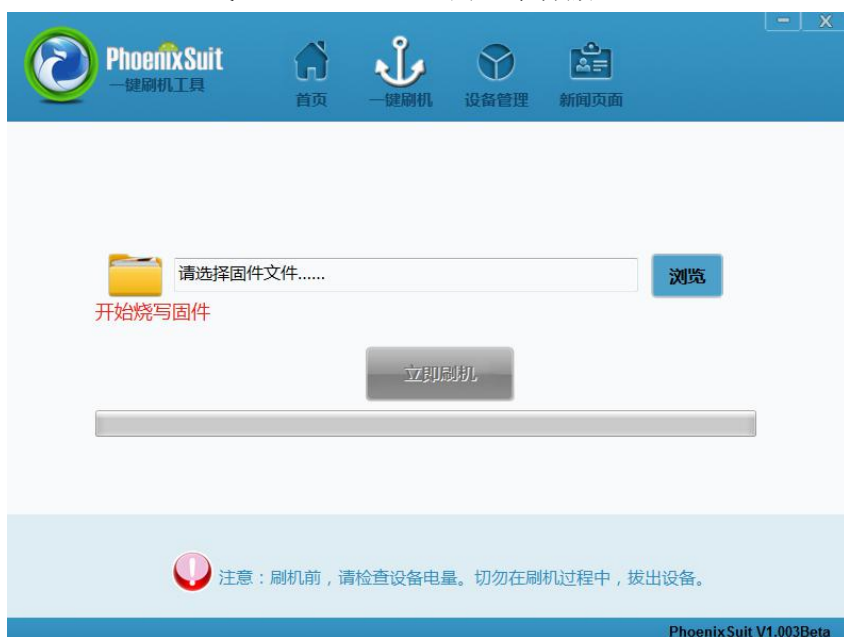 PhoenixSuit
一键刷机工具
首页 一键刷机 设备管理 新闻页面
请选择固件文件......
浏览
开始烧写固件
立即刷机
注意：刷机前，请检查设备电量。切勿在刷机过程中，拔出设备。
PhoenixSuit V1.003Beta